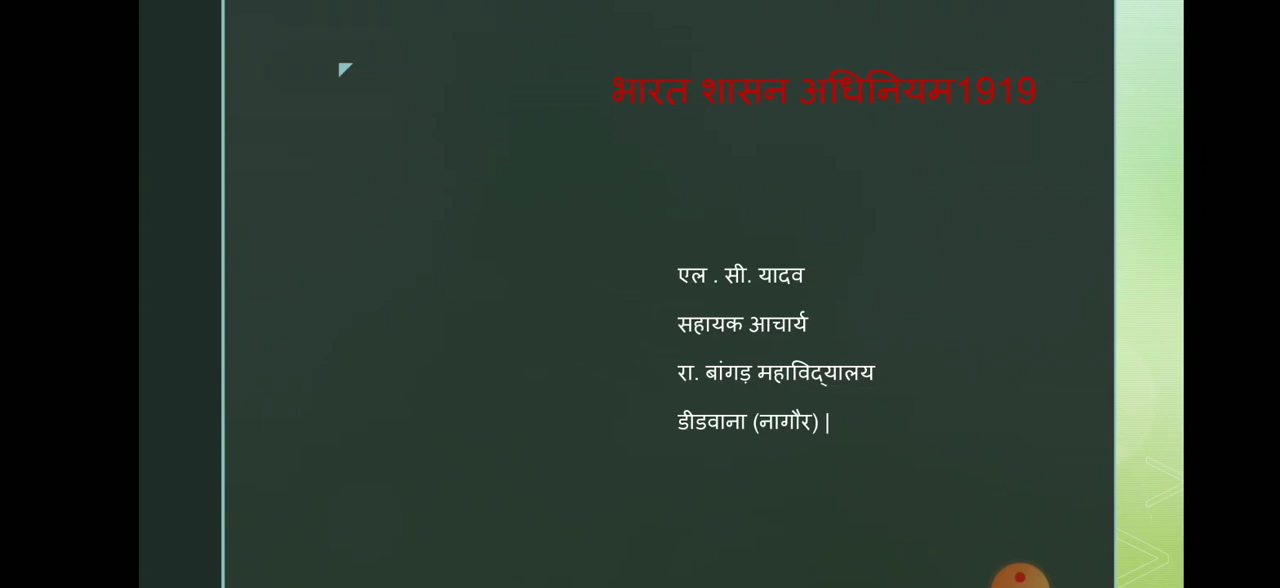 भारत शासन अधिनियम1919
एल . सी. यादव
सहायक आचार्य
रा. बांगड़ महाविद्यालय
डीडवाना (नागौर) |